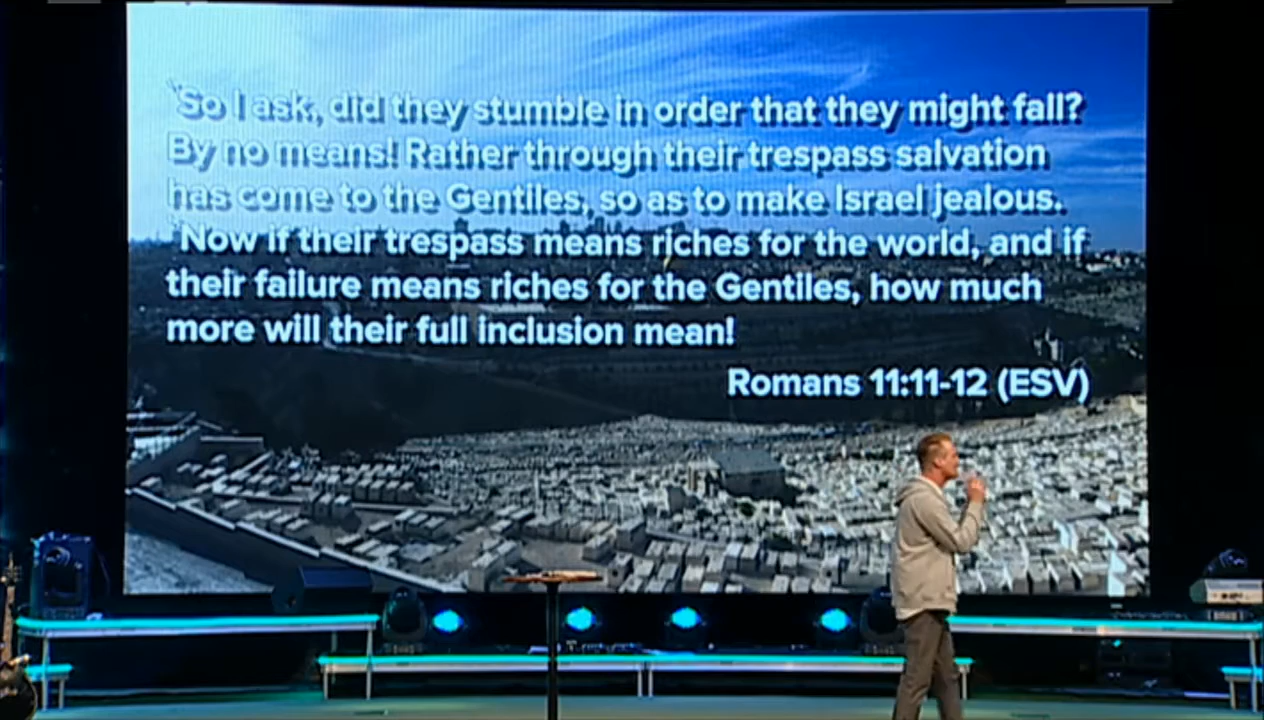 So I ask, did they stumble in order that they might fall?
By no means! Rather through their trespass salvation
has come to the Gentiles, so as to make Israel jealous.
Now if their trespass means riches for the world, and if
their failure means riches for the Gentiles, how much
more will their full inclusion mean!
Romans 11:11-12 (ESV)